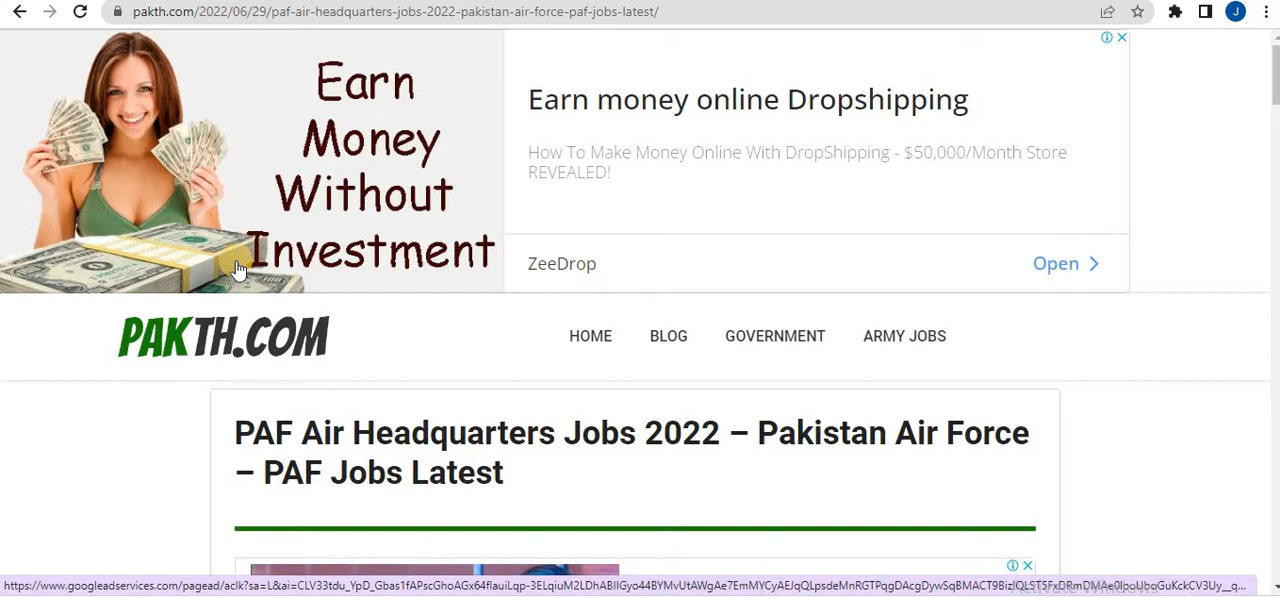 pakth.com/2022/06/29/paf-air-headquarters-jobs-2022-pakistan-air-force-paf-jobs-latest/
J
Earn
Money
Without
Investment
Earn money online Dropshipping
How To Make Money Online With DropShipping - $50,000/Month Store
REVEALED!
ZeeDrop
Open
PAKTH.COM
HOME
BLOG
GOVERNMENT
ARMY JOBS
PAF Air Headquarters Jobs 2022 – Pakistan Air Force
– PAF Jobs Latest
Activate Windows